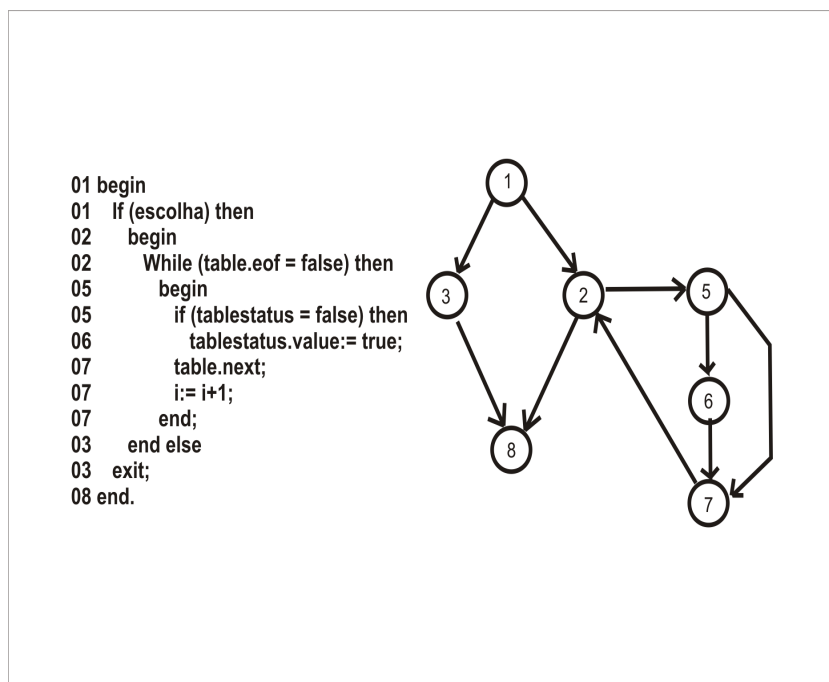 01 begin
01 If (escolha) then
02 begin
02 While (table.eof = false) then
05 begin
05 if (tablestatus = false) then
06 tablestatus.value:= true;
07 table.next;
07 i:= i+1;
07 end;
03 end else
03 exit;
08 end.
1
3
2
5
6
8
7